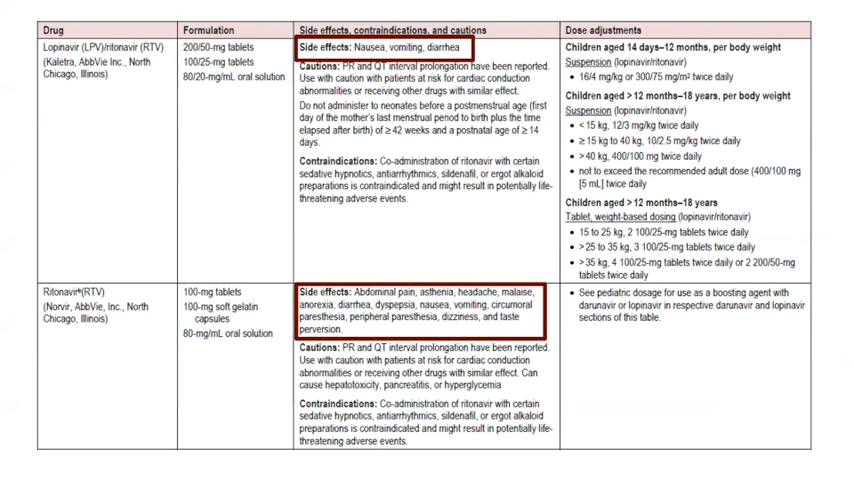 Drug
Formulation
Side effects, contraindications, and cautions
Dose adjustments
Lopinavir (LPV)/ritonavir (RTV)
(Kaletra, AbbVie Inc., North
Chicago, Illinois)
200/50-mg tablets
100/25-mg tablets
80/20-mg/mL oral solution
Side effects: Nausea, vomiting, diarrhea
Cautions: PR and QT interval prolongation have been reported.
Use with caution with patients at risk for cardiac conduction
abnormalities or receiving other drugs with similar effect.
Do not administer to neonates before a postmenstrual age (first
day of the mother's last menstrual period to birth plus the time
elapsed after birth) of ≥ 42 weeks and a postnatal age of ≥ 14
days.
Contraindications: Co-administration of ritonavir with certain
sedative hypnotics, antiarrhythmics, sildenafil, or ergot alkaloid
preparations is contraindicated and might result in potentially life-
threatening adverse events.
Children aged 14 days–12 months, per body weight
Suspension (lopinavir/ritonavir)
• 16/4 mg/kg or 300/75 mg/m² twice daily
Children aged > 12 months–18 years, per body weight
Suspension (lopinavir/ritonavir)
• < 15 kg, 12/3 mg/kg twice daily
• ≥ 15 kg to 40 kg, 10/2.5 mg/kg twice daily
• > 40 kg, 400/100 mg twice daily
• not to exceed the recommended adult dose (400/100 mg
[5 mL] twice daily
Children aged > 12 months–18 years
Tablet, weight-based dosing (lopinavir/ritonavir)
• 15 to 25 kg, 2 100/25-mg tablets twice daily
• > 25 to 35 kg, 3 100/25-mg tablets twice daily
• > 35 kg, 4 100/25-mg tablets twice daily or 2 200/50-mg
tablets twice daily
Ritonavir (RTV)
(Norvir, AbbVie, Inc., North
Chicago, Illinois)
100-mg tablets
100-mg soft gelatin
capsules
80-mg/mL oral solution
Side effects: Abdominal pain, asthenia, headache, malaise,
anorexia, diarrhea, dyspepsia, nausea, vomiting, circumoral
paresthesia, peripheral paresthesia, dizziness, and taste
perversion.
Cautions: PR and QT interval prolongation have been reported.
Use with caution with patients at risk for cardiac conduction
abnormalities or receiving other drugs with similar effect. Can
cause hepatotoxicity, pancreatitis, or hyperglycemia
Contraindications: Co-administration of ritonavir with certain
sedative hypnotics, antiarrhythmics, sildenafil, or ergot alkaloid
preparations is contraindicated and might result in potentially life-
threatening adverse events.
• See pediatric dosage for use as a boosting agent with
darunavir or lopinavir in respective darunavir and lopinavir
sections of this table.